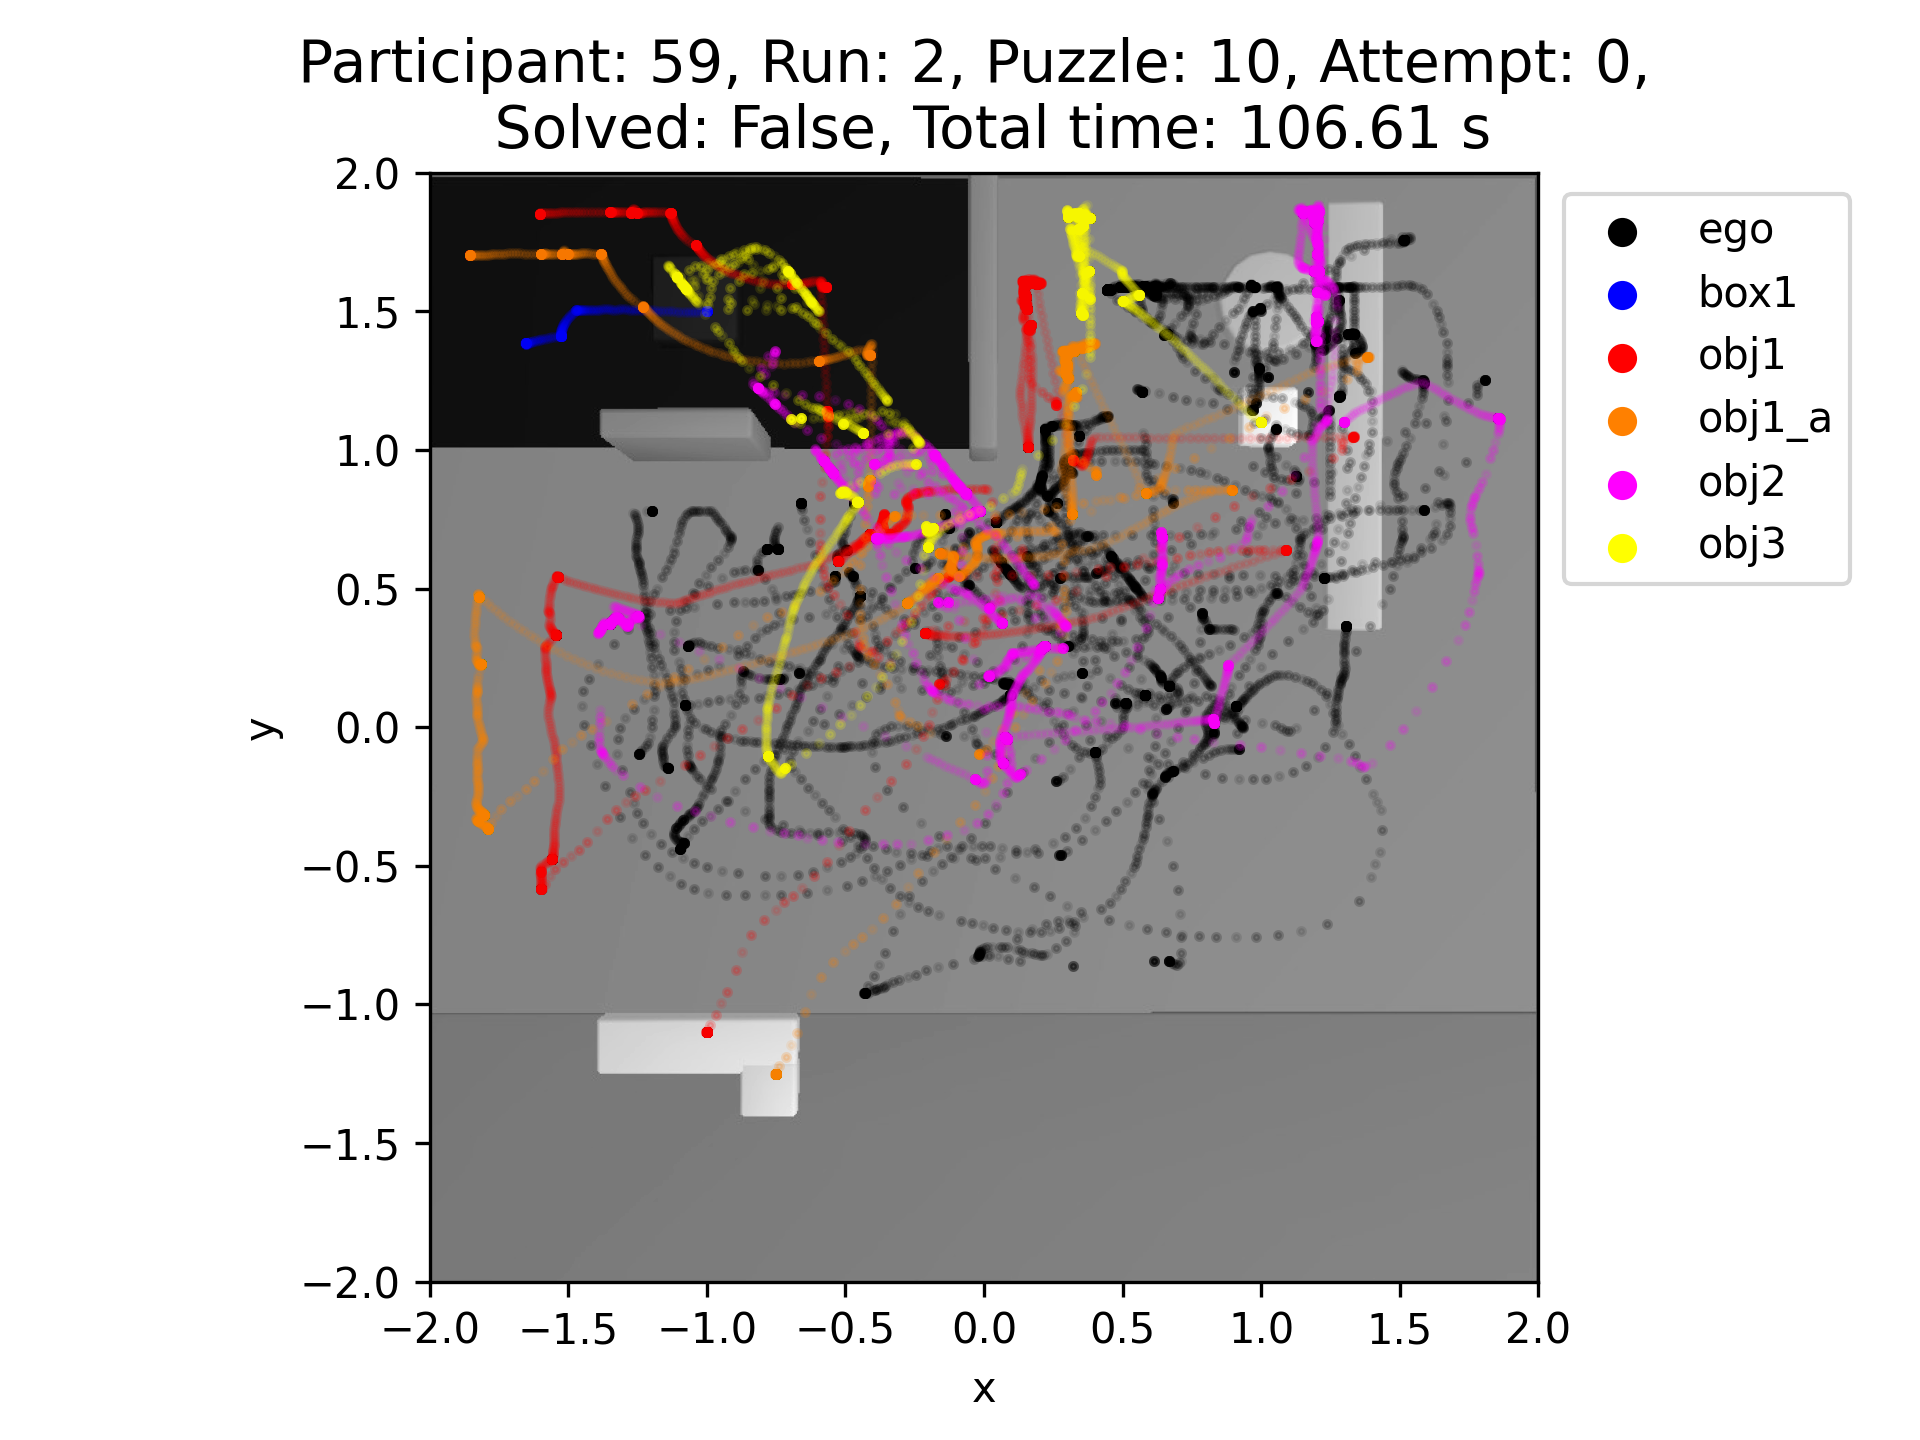 Participant: 59, Run: 2, Puzzle: 10, Attempt: 0,
Solved: False, Total time: 106.61 s
2.0
1.5
1.0
0.5
0.0
−0.5
−1.0
−1.5
−2.0
y
−2.0 −1.5 −1.0 −0.5 0.0 0.5 1.0 1.5 2.0
x
ego
box1
obj1
obj1_a
obj2
obj3